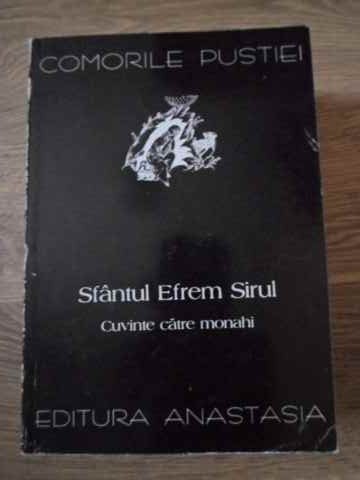 COMORILE PUSTIEI
Sfântul Efrem Sirul
Cuvinte către monahi
EDITURA ANASTASIA